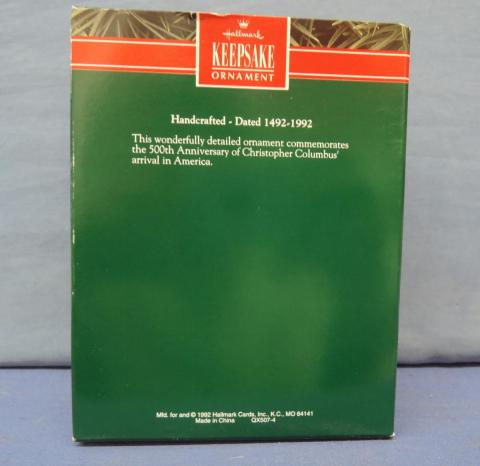 Hallmark
KEEPSAKE
ORNAMENT
Handcrafted - Dated 1492-1992
This wonderfully detailed ornament commemorates
the 500th Anniversary of Christopher Columbus'
arrival in America.
Mfd. for and © 1992 Hallmark Cards, Inc., K.C., MO 64141
Made in China QX507-4